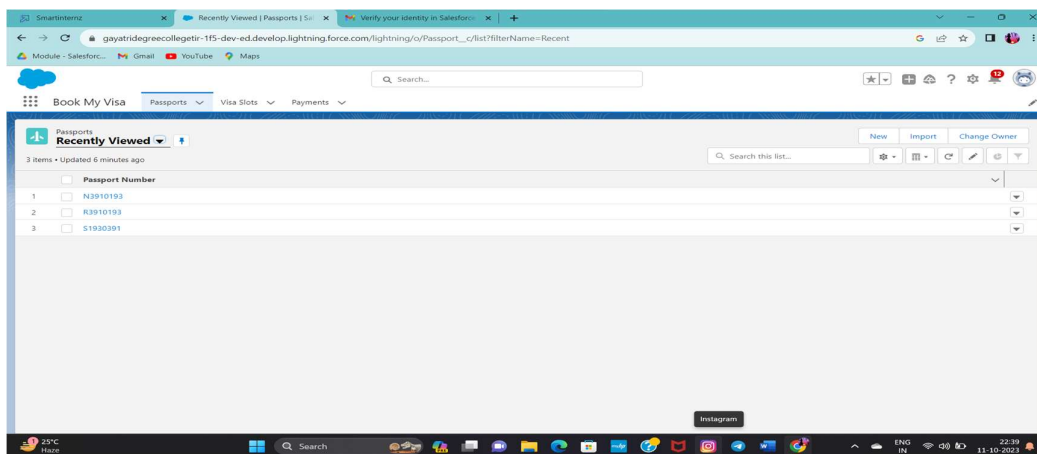 Smartinternz
Recently Viewed | Passports | Sa
Verify your identity in Salesforce
gayatridegreecollegetir-1f5-dev-ed.develop.lightning.force.com/lightning/o/Passport__c/list?filterName=Recent
Module - Salesforc... Gmail YouTube Maps
Search...
12
Book My Visa Passports Visa Slots Payments
Passports
Recently Viewed
New Import Change Owner
3 items • Updated 6 minutes ago
Search this list...
Passport Number
1 N3910193
2 R3910193
3 S1930391
Instagram
1 25°C
Haze
Search
ENG
IN
22:39
11-10-2023